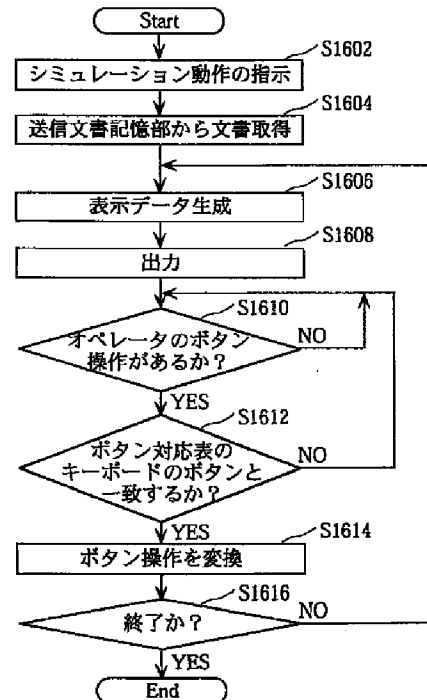 Start
S1602
シミュレーション動作の指示
S1604
送信文書記憶部から文書取得
S1606
表示データ生成
S1608
出力
S1610
オペレータのボタン
操作があるか？
NO
YES
S1612
ボタン対応表の
キーボードのボタンと
一致するか？
NO
YES
S1614
ボタン操作を変換
S1616
終了か？
NO
YES
End